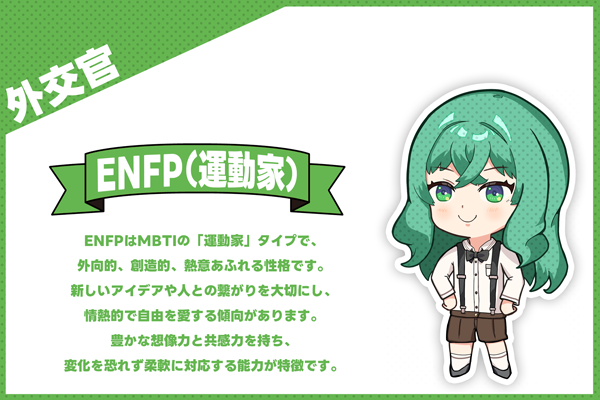 外交官
ENFP(運動家)
ENFPはMBTIの「運動家」タイプで、
外向的、創造的、熱意あふれる性格です。
新しいアイデアや人との繋がりを大切にし、
情熱的で自由を愛する傾向があります。
豊かな想像力と共感力を持ち、
変化を恐れず柔軟に対応する能力が特徴です。